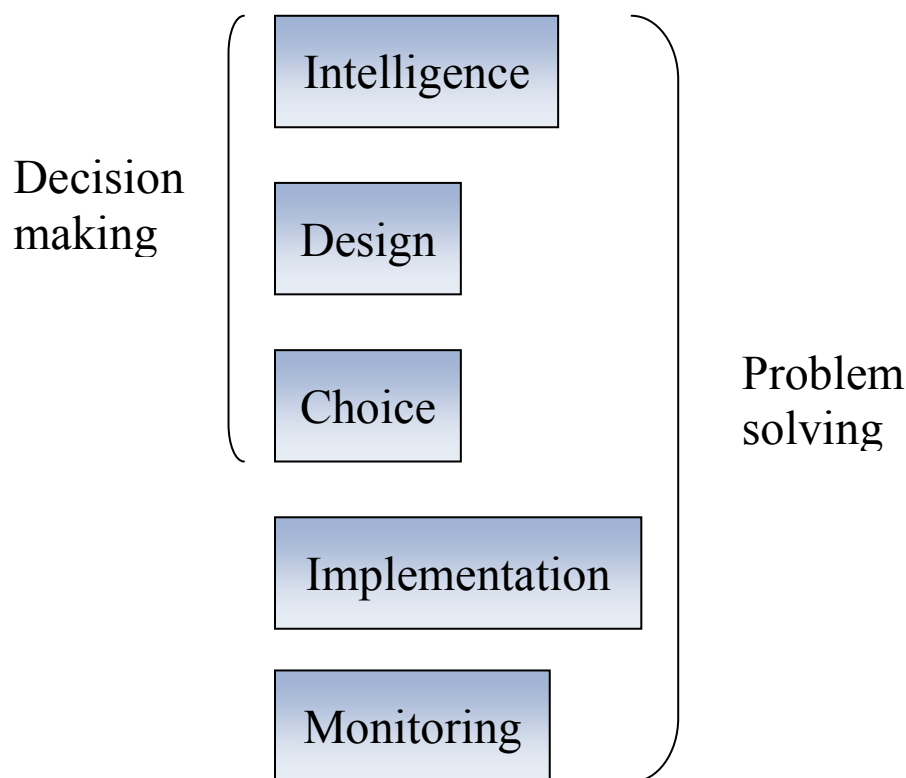 Intelligence
Decision
making
Design
Choice
Problem
solving
Implementation
Monitoring